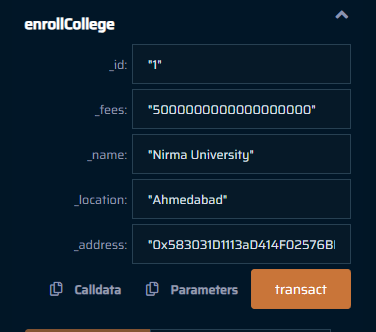 enrollCollege
_id: "1"
_fees: "5000000000000000000"
_name: "Nirma University"
_location: "Ahmedabad"
_address: "0x583031D1113aD414F02576B
Calldata Parameters transact